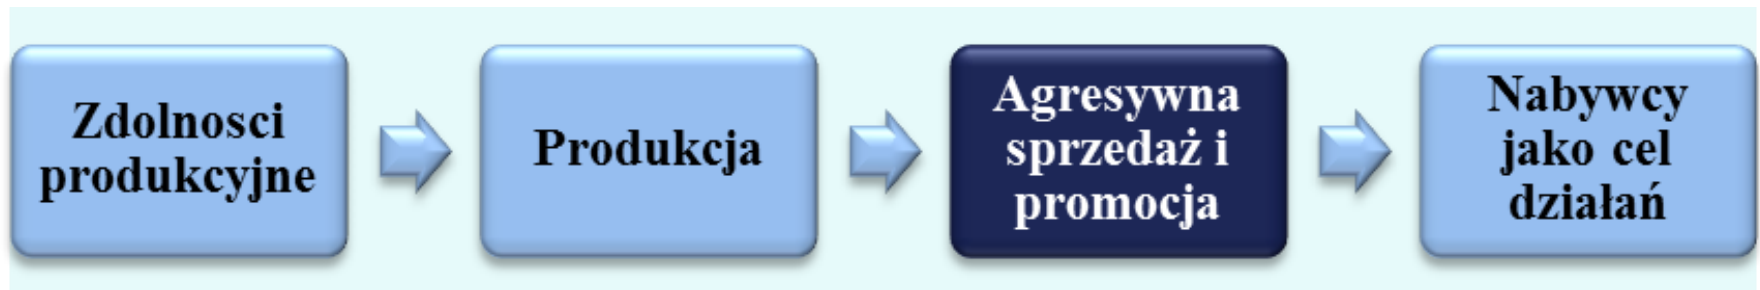 Zdolnosci
produkcyjne
Produkcja
Agresywna
sprzedaż i
promocja
Nabywcy
jako cel
działań